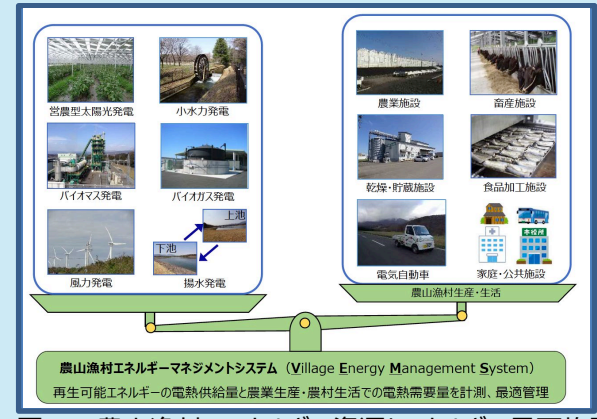 営農型太陽光発電
小水力発電
バイオマス発電
バイオガス発電
上池
下池
風力発電
揚水発電
農業施設
畜産施設
乾燥・貯蔵施設
食品加工施設
本役所
電気自動車
家庭・公共施設
農山漁村生産・生活
農山漁村エネルギーマネジメントシステム（Village Energy Management System）
再生可能エネルギーの電熱供給量と農業生産・農村生活での電熱需要量を計測、最適管理